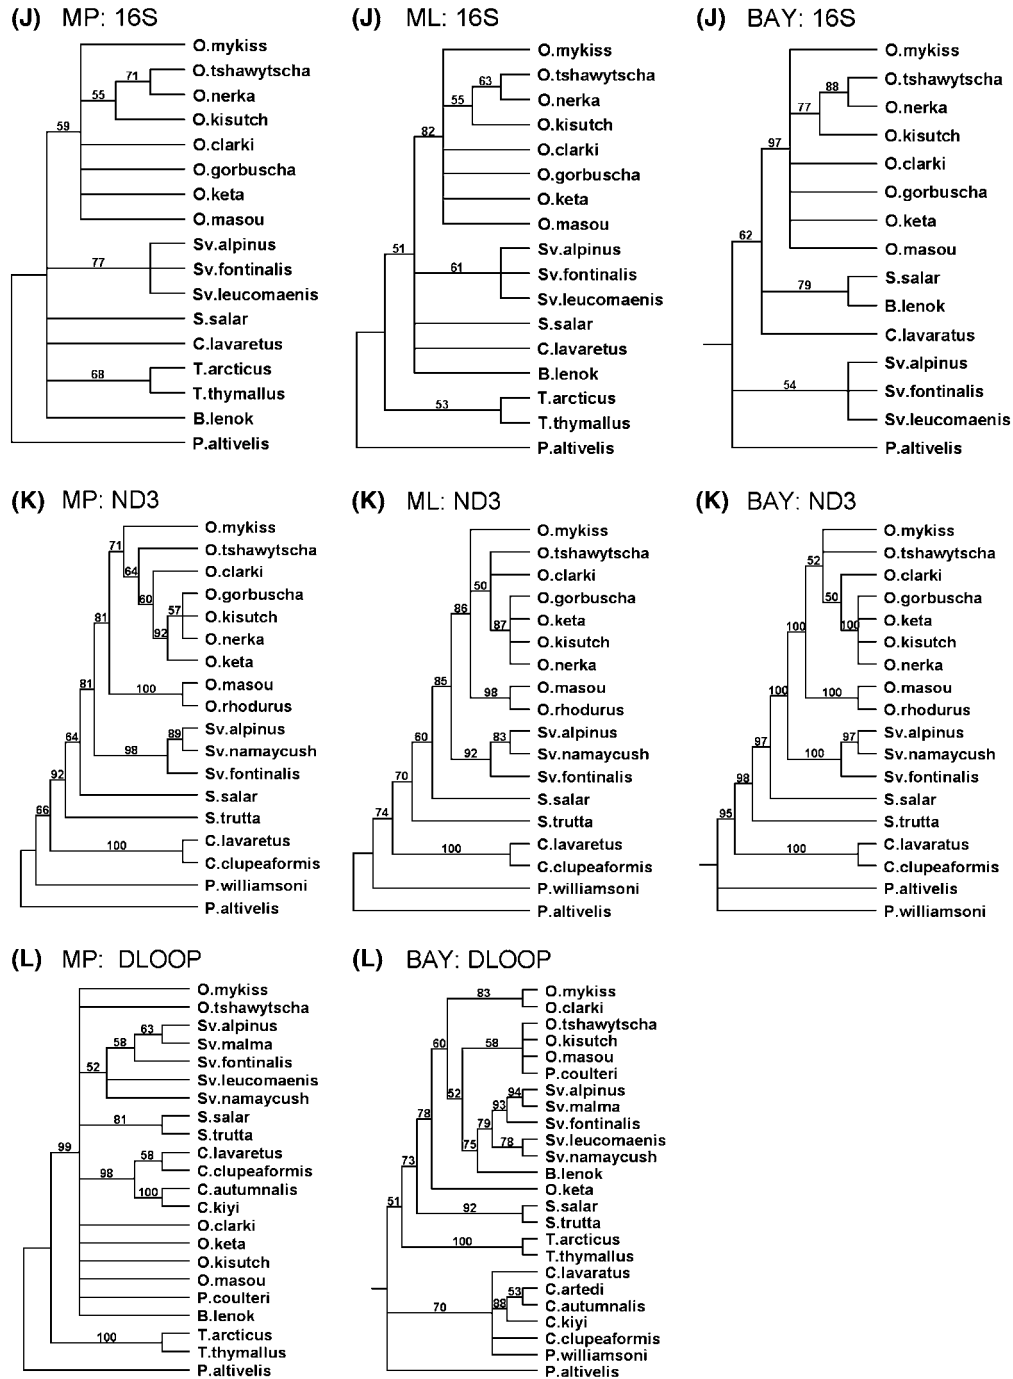 (J) MP: 16S
O.mykiss
71
O.tshawytscha
55
O.nerka
O.kisutch
59
O.clarki
O.gorbuscha
O.keta
O.masou
Sv.alpinus
77
Sv.fontinalis
Sv.leucomaenis
S.salar
C.lavaretus
T.arcticus
68
T.thymallus
B.lenok
P.altivelis
(J) ML: 16S
O.mykiss
O.tshawytscha
63
55
O.nerka
O.kisutch
82
O.clarki
O.gorbuscha
O.keta
O.masou
51
Sv.alpinus
61
Sv.fontinalis
Sv.leucomaenis
S.salar
C.lavaretus
B.lenok
T.arcticus
53
T.thymallus
P.altivelis
(J) BAY: 16S
O.mykiss
O.tshawytscha
88
77
O.nerka
O.kisutch
97
O.clarki
O.gorbuscha
O.keta
62
O.masou
S.salar
79
B.lenok
C.lavaratus
Sv.alpinus
54
Sv.fontinalis
Sv.leucomaenis
P.altivelis
(K) MP: ND3
O.mykiss
71
O.tshawytscha
64
O.clarki
60
O.gorbuscha
57
O.kisutch
81
92
O.nerka
O.keta
81
O.masou
100
O.rhodurus
64
Sv.alpinus
89
98
Sv.namaycush
Sv.fontinalis
92
S.salar
66
S.trutta
C.lavaretus
100
C.clupeaformis
P.williamsoni
P.altivelis
(K) ML: ND3
O.mykiss
O.tshawytscha
50
O.clarki
86
O.gorbuscha
87
O.keta
O.kisutch
O.nerka
85
O.masou
98
O.rhodurus
60
Sv.alpinus
83
92
Sv.namaycush
70
Sv.fontinalis
S.salar
74
S.trutta
C.lavaretus
100
C.clupeaformis
P.williamsoni
P.altivelis
(K) BAY: ND3
O.mykiss
52
O.tshawytscha
O.clarki
50
O.gorbuscha
100
100
O.keta
O.kisutch
O.nerka
100
O.masou
100
O.rhodurus
97
Sv.alpinus
97
100
Sv.namaycush
98
Sv.fontinalis
S.salar
95
S.trutta
C.lavaratus
100
C.clupeaformis
P.altivelis
P.williamsoni
(L) MP: DLOOP
O.mykiss
O.tshawytscha
Sv.alpinus
63
58
Sv.malma
52
Sv.fontinalis
Sv.leucomaenis
Sv.namaycush
S.salar
81
S.trutta
99
C.lavaretus
58
98
C.clupeaformis
100
C.autumnalis
C.kiyi
O.clarki
O.keta
O.kisutch
O.masou
P.coulteri
B.lenok
T.arcticus
100
T.thymallus
P.altivelis
(L) BAY: DLOOP
O.mykiss
83
O.clarki
O.tshawytscha
60
58
O.kisutch
O.masou
P.coulteri
52
94
Sv.alpinus
93
Sv.malma
78
79
Sv.fontinalis
75
78
Sv.leucomaenis
Sv.namaycush
73
B.lenok
O.keta
51
92
S.salar
S.trutta
100
T.arcticus
T.thymallus
C.lavaratus
53
C.artedi
70
88
C.autumnalis
C.kiyi
C.clupeaformis
P.williamsoni
P.altivelis